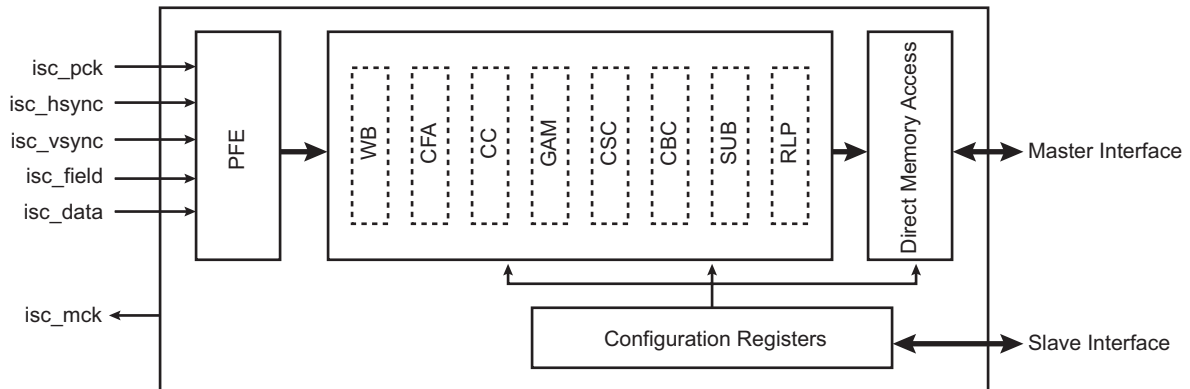 isc_pck
isc_hsync
isc_vsync
isc_field
isc_data
isc_mck
PFE
WB
CFA
CC
GAM
CSC
CBC
SUB
RLP
Direct Memory Access
Master Interface
Configuration Registers
Slave Interface